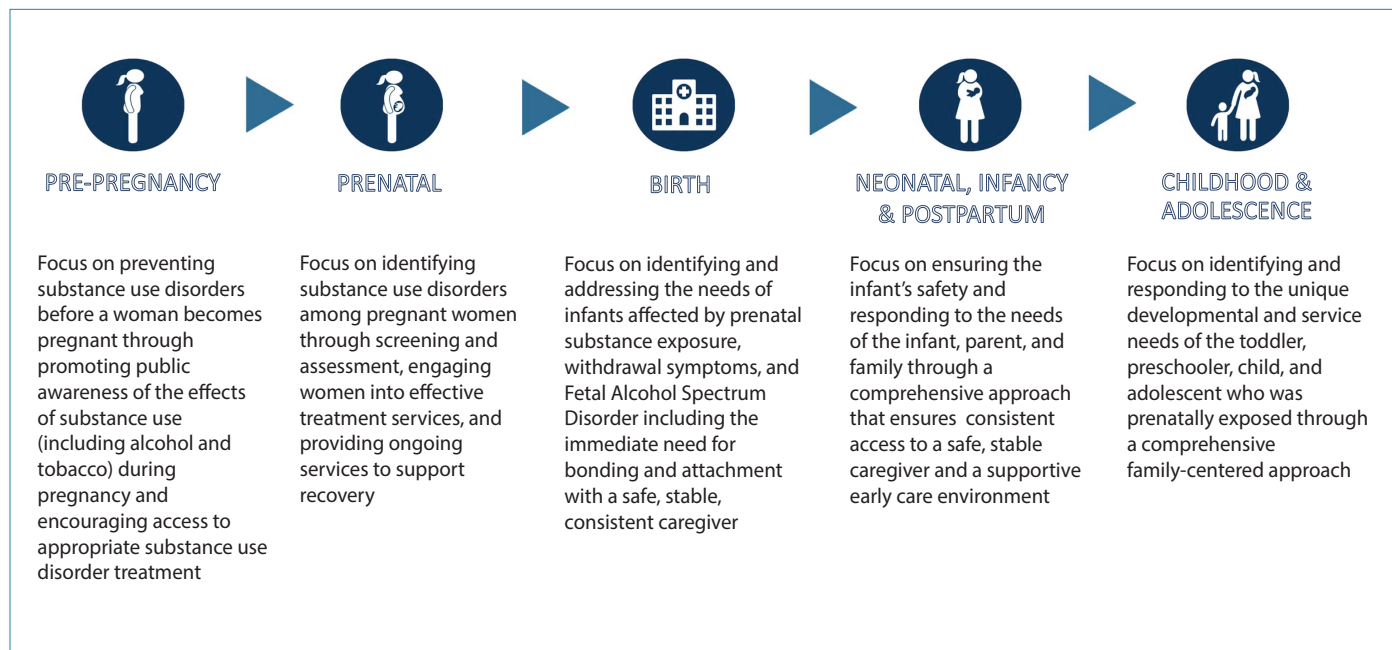 PRE-PREGNANCY
Focus on preventing
substance use disorders
before a woman becomes
pregnant through
promoting public
awareness of the effects
of substance use
(including alcohol and
tobacco) during
pregnancy and
encouraging access to
appropriate substance use
disorder treatment
PRENATAL
Focus on identifying
substance use disorders
among pregnant women
through screening and
assessment, engaging
women into effective
treatment services, and
providing ongoing
services to support
recovery
BIRTH
Focus on identifying and
addressing the needs of
infants affected by prenatal
substance exposure,
withdrawal symptoms, and
Fetal Alcohol Spectrum
Disorder including the
immediate need for
bonding and attachment
with a safe, stable,
consistent caregiver
NEONATAL, INFANCY
& POSTPARTUM
Focus on ensuring the
infant’s safety and
responding to the needs
of the infant, parent, and
family through a
comprehensive approach
that ensures consistent
access to a safe, stable
caregiver and a supportive
early care environment
CHILDHOOD &
ADOLESCENCE
Focus on identifying and
responding to the unique
developmental and service
needs of the toddler,
preschooler, child, and
adolescent who was
prenatally exposed through
a comprehensive
family-centered approach